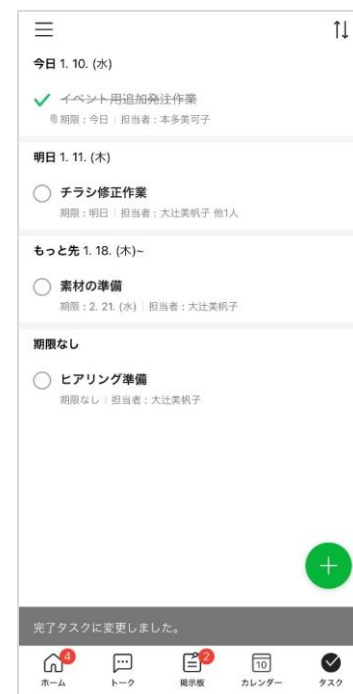 今日 1. 10. (水)
イベント用追加発注作業
期限：今日｜担当者：本多美可子
明日 1. 11. (木)
チラシ修正作業
期限：明日｜担当者：大辻美帆子 他1人
もっと先 1. 18. (木)~
素材の準備
期限：2. 21. (水)｜担当者：大辻美帆子
期限なし
ヒアリング準備
期限なし｜担当者：大辻美帆子
完了タスクに変更しました。
4 2 10
ホーム トーク 掲示板 カレンダー タスク